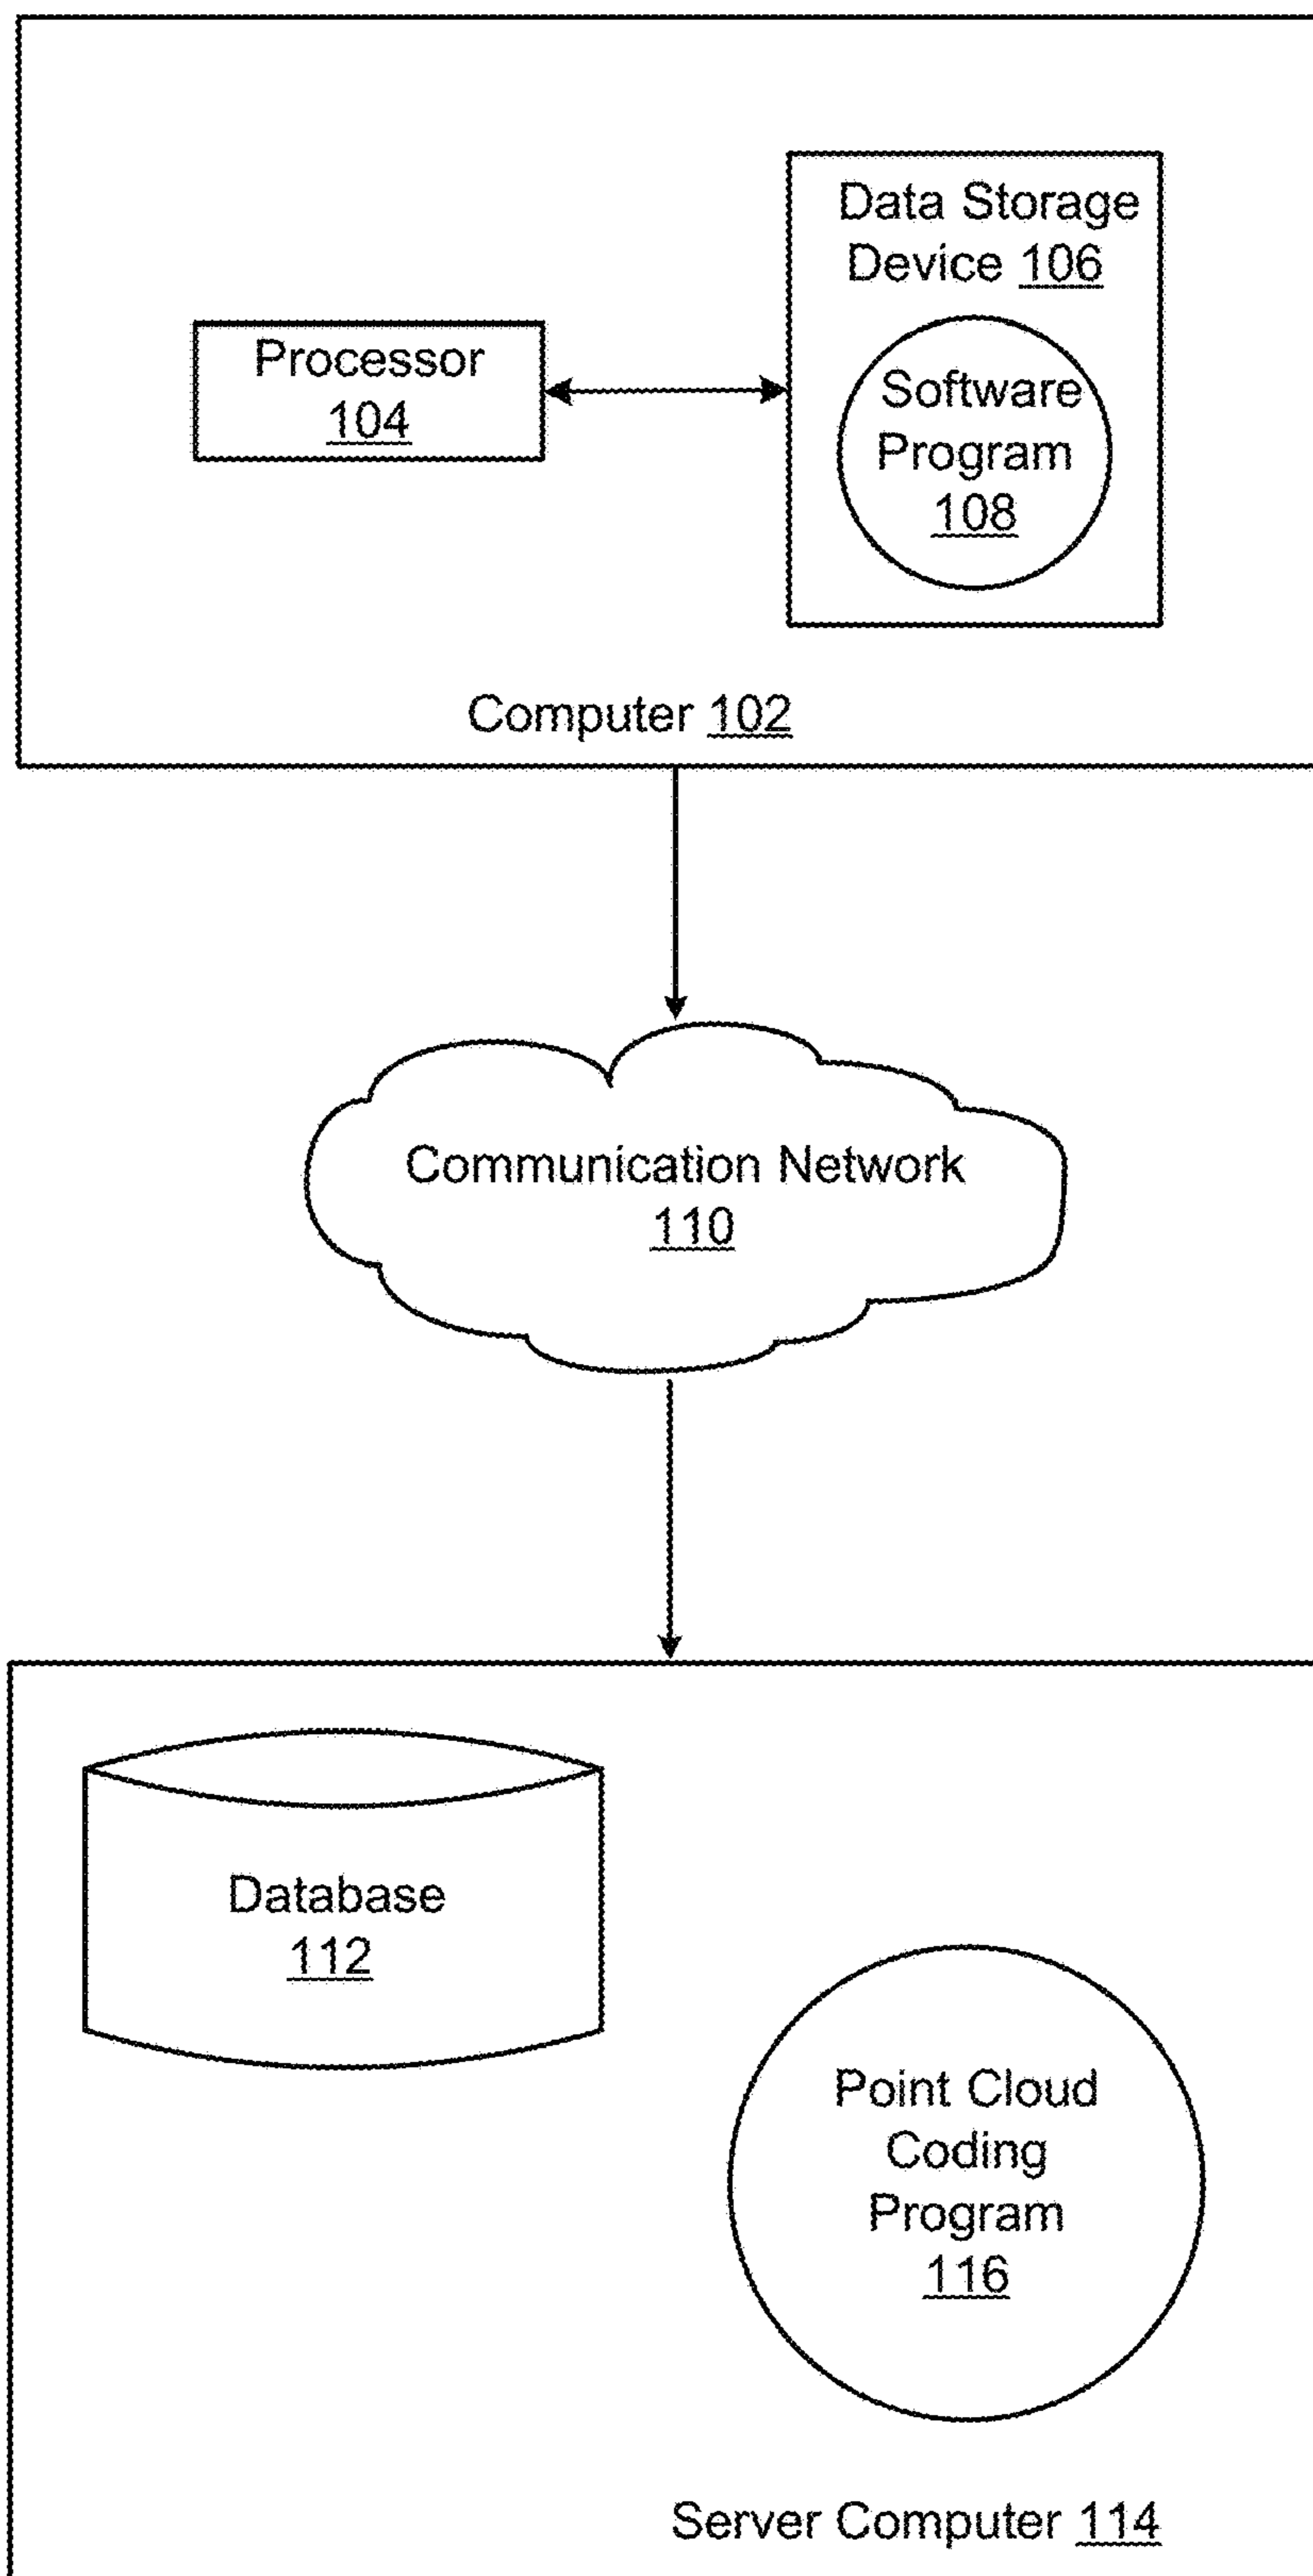 Data Storage
Device 106
Processor
104
Software
Program
108
Computer 102
Communication Network
110
Database
112
Point Cloud
Coding
Program
116
Server Computer 114